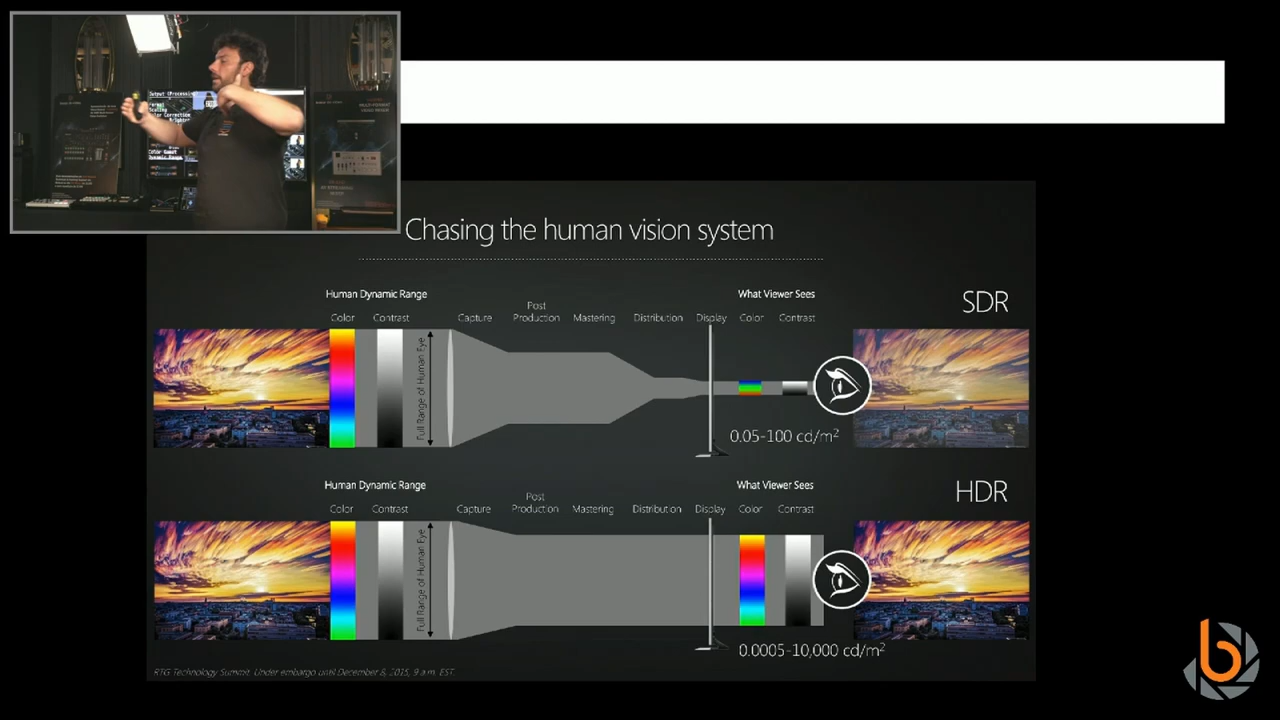 Output (Processin
Chasing the human vision system
SDR
Human Dynamic Range
What Viewer Sees
Color Contrast Capture Post Production Mastering Distribution Display Color Contrast
Full Range of Human Eye
0.05-100 cd/m²
HDR
Human Dynamic Range
What Viewer Sees
Color Contrast Capture Post Production Mastering Distribution Display Color Contrast
Full Range of Human Eye
0.0005-10,000 cd/m²
RTG Technology Summit. Under embargo until December 8, 2015, 9 a.m. EST.
b